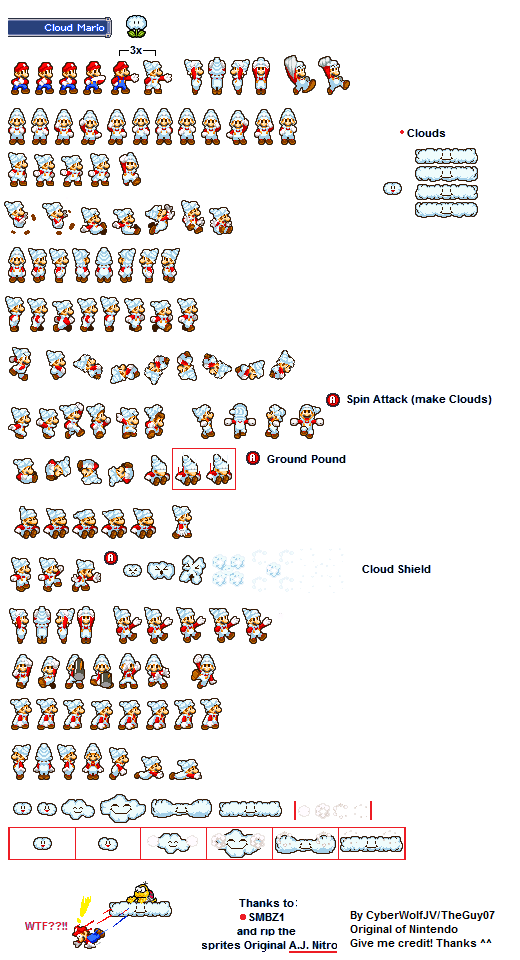 Cloud Mario
3x
Clouds
A Spin Attack (make Clouds)
A Ground Pound
A
Cloud Shield
WTF??!!
Thanks to:
SMBZ1
and rip the
sprites Original A.J. Nitro
By CyberWolfJV/TheGuy07
Original of Nintendo
Give me credit! Thanks ^^